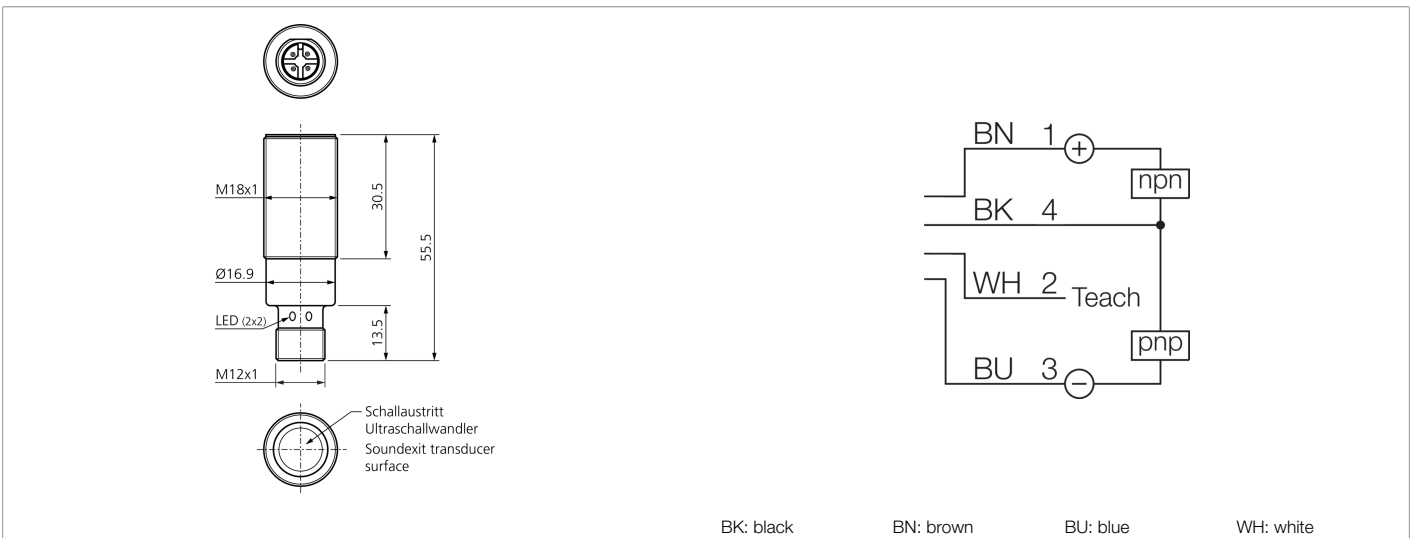 M18x1
30.5
55.5
Ø16.9
LED (2x2)
13.5
M12x1
Schallaustritt
Ultraschallwandler
Soundexit transducer
surface
BN 1 +
npn
BK 4
WH 2 Teach
pnp
BU 3 −
BK: black BN: brown BU: blue WH: white